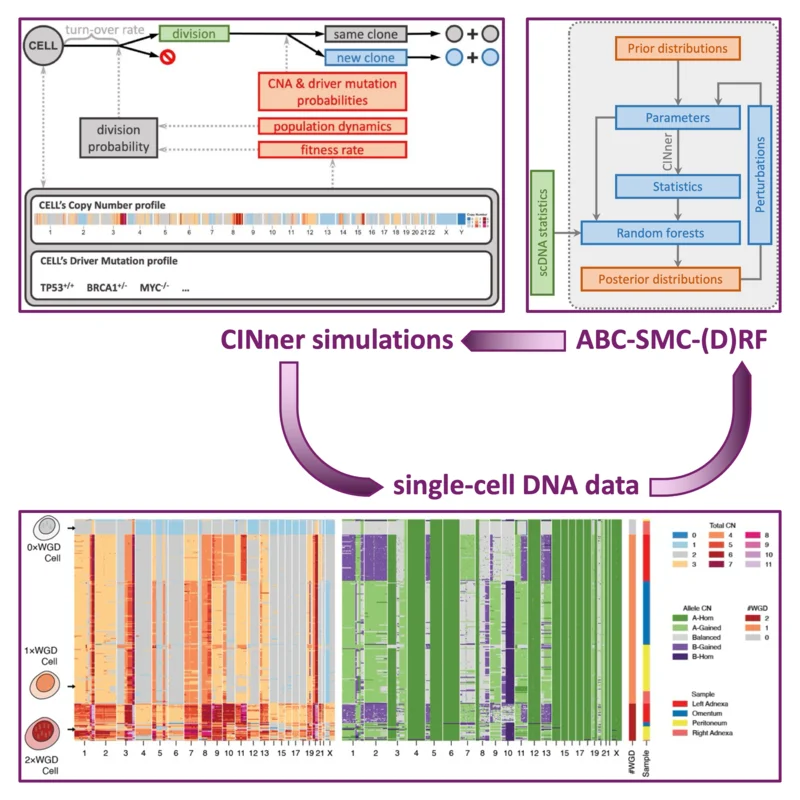 CELL
turn-over rate
division
same clone
+
new clone
+
CNA & driver mutation
probabilities
division
probability
population dynamics
fitness rate
CELL's Copy Number profile
1 2 3 4 5 6 7 8 9 10 11 12 13 14 15 16 17 18 19 20 21 22 X Y
CELL's Driver Mutation profile
TP53+/+ BRCA1+/- MYC-/- ...
Prior distributions
Parameters
CINner
Statistics
Perturbations
scDNA statistics
Random forests
Posterior distributions
CINner simulations
ABC-SMC-(D)RF
single-cell DNA data
0×WGD
Cell
1×WGD
Cell
2×WGD
Cell
1 2 3 4 5 6 7 8 9 10 11 12 13 15 17 19 21 X
1 2 3 4 5 6 7 8 9 10 11 12 13 15 17 19 21 X
#WGD
Sample
Total CN
0 4 8
1 5 9
2 6 10
3 7 11
Allele CN
A-Hom
A-Gained
Balanced
B-Gained
B-Hom
#WGD
2
1
0
Sample
Left Adnexa
Omentum
Peritoneum
Right Adnexa